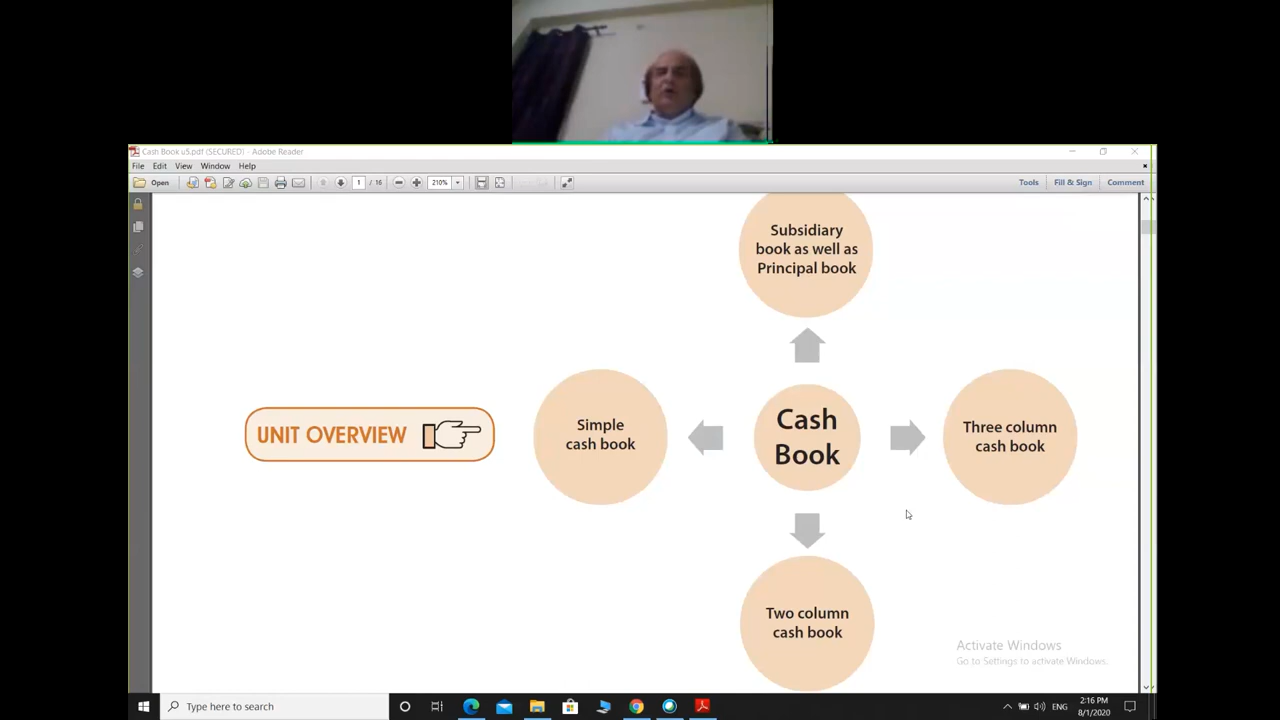 Cash Book u5.pdf (SECURED) - Adobe Reader
File Edit View Window Help
Open 1 / 16 210% Tools Fill & Sign Comment
Subsidiary
book as well as
Principal book
UNIT OVERVIEW
Simple
cash book
Cash
Book
Three column
cash book
Two column
cash book
Activate Windows
Go to Settings to activate Windows.
Type here to search
ENG
2:16 PM
8/1/2020